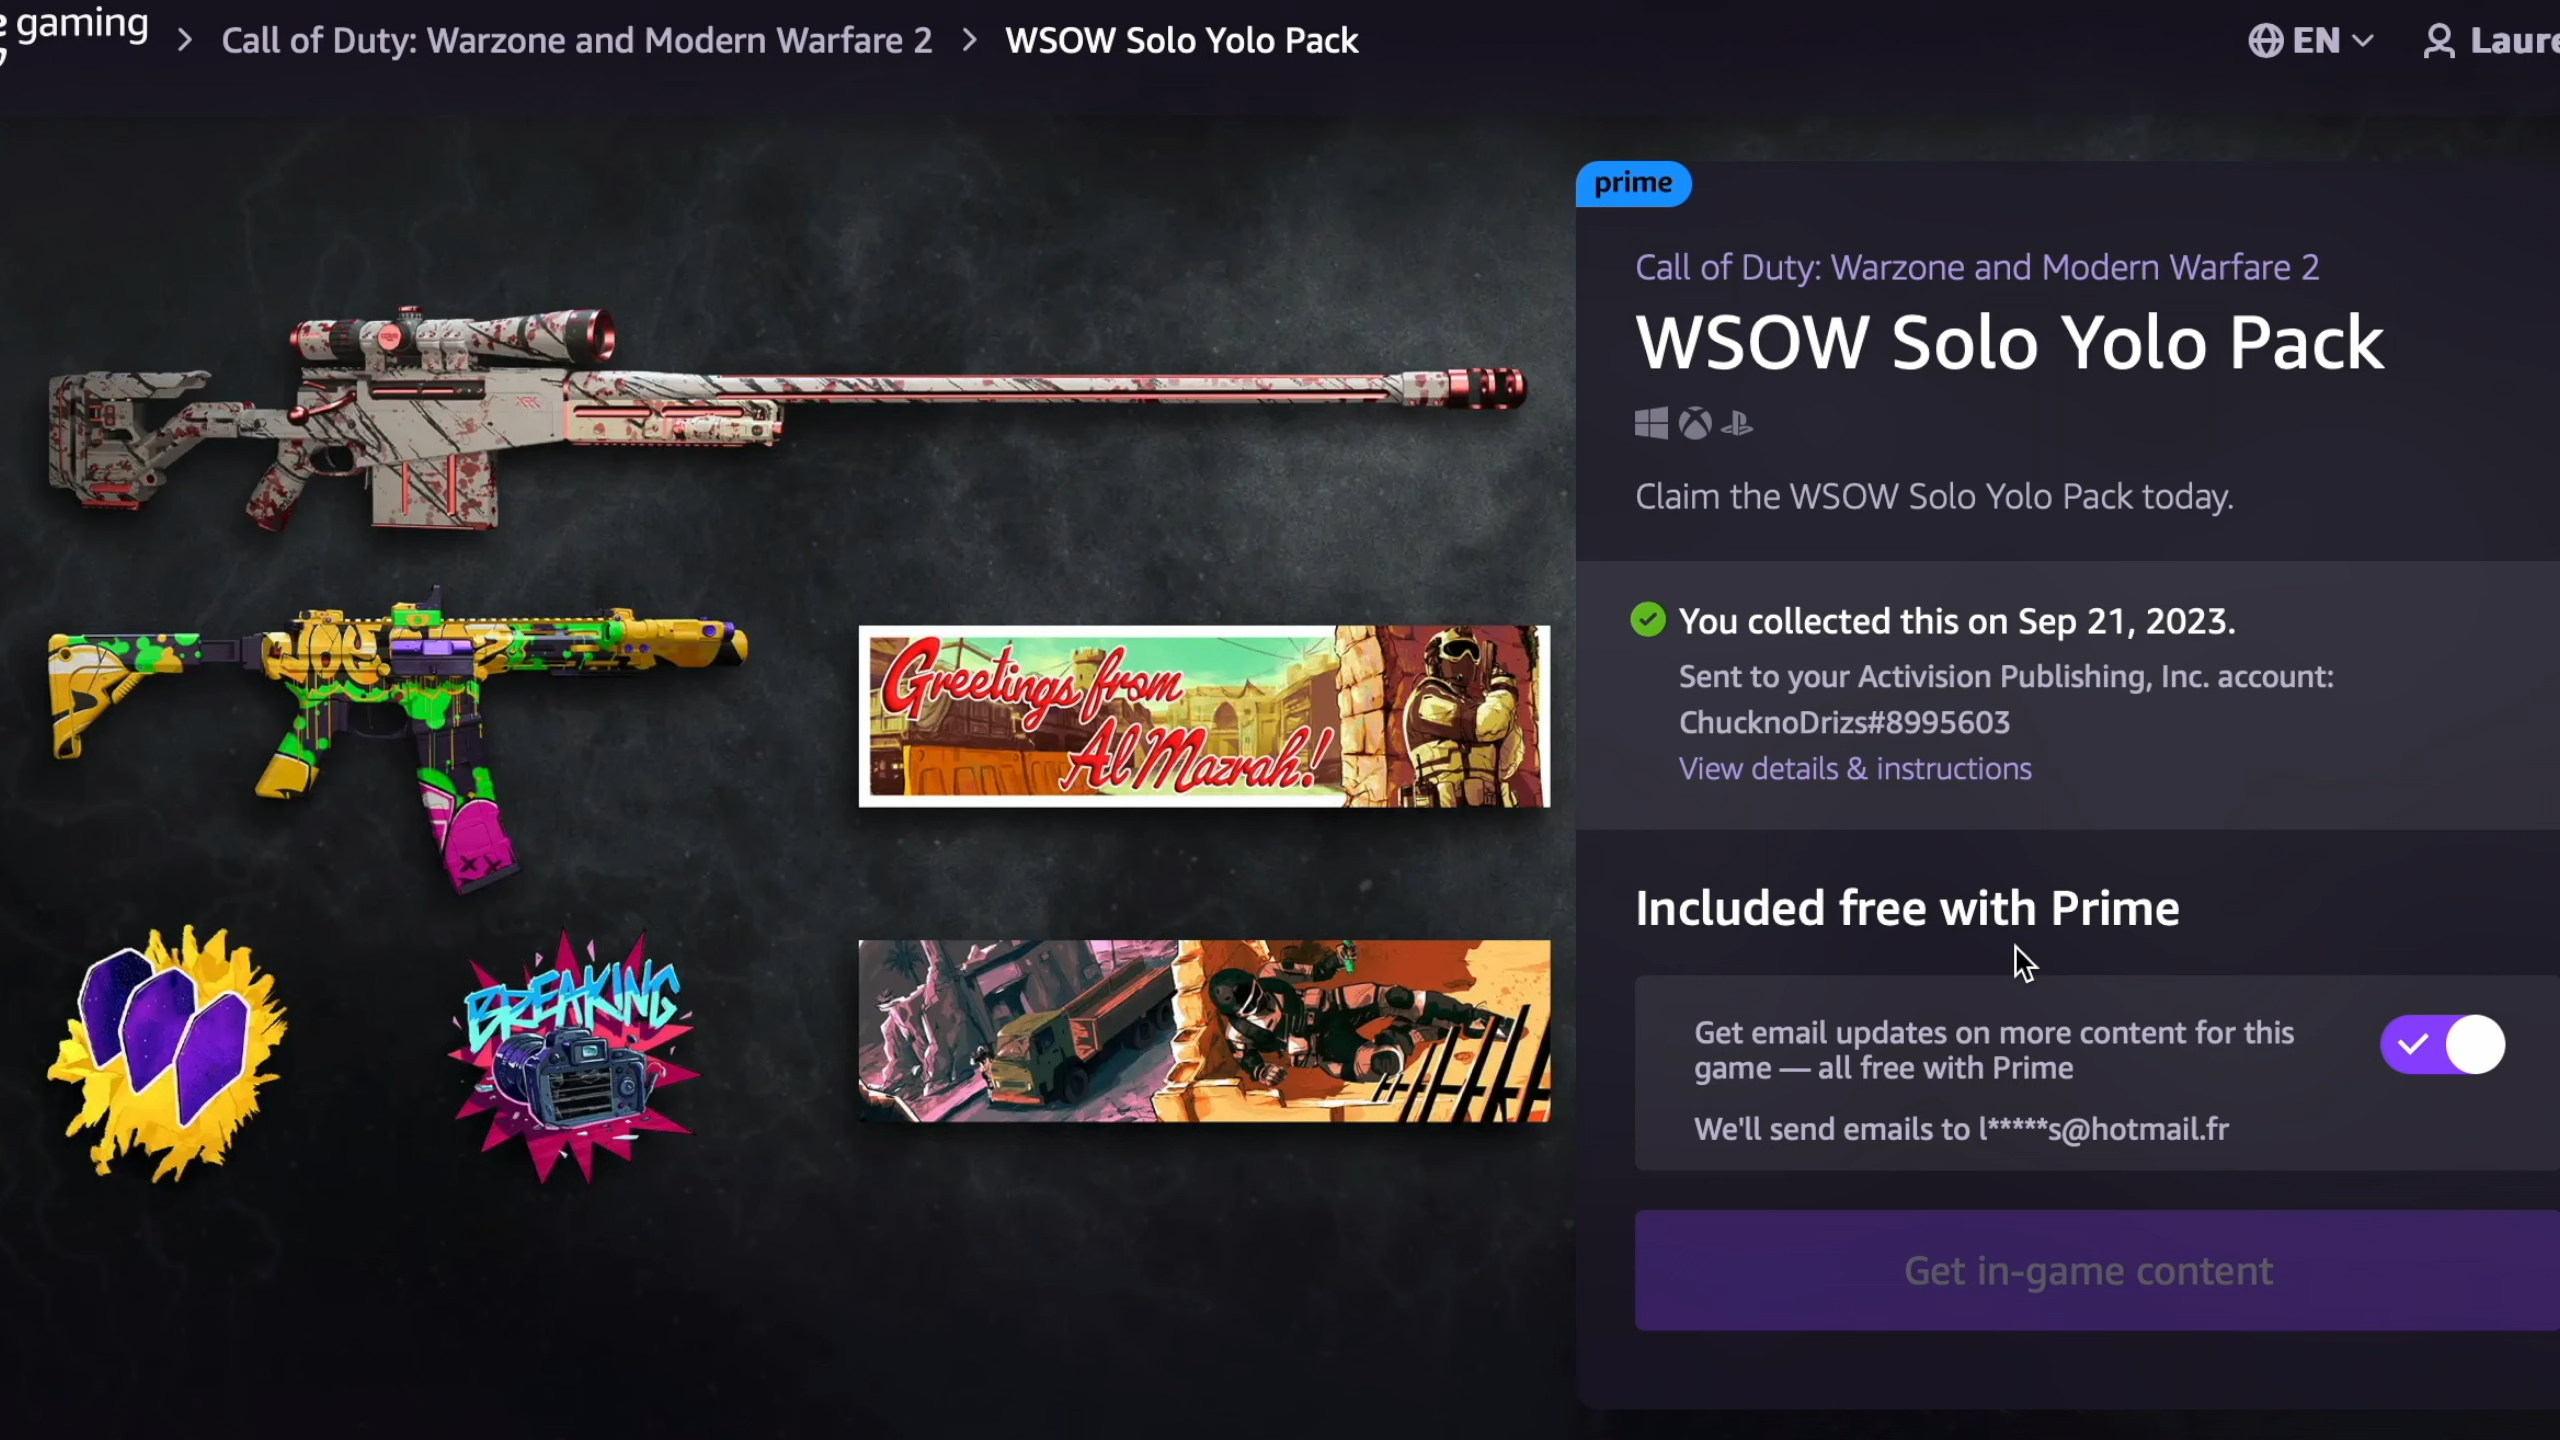 gaming
Call of Duty: Warzone and Modern Warfare 2
WSOW Solo Yolo Pack
EN
Laure
prime
Call of Duty: Warzone and Modern Warfare 2
WSOW Solo Yolo Pack
Claim the WSOW Solo Yolo Pack today.
You collected this on Sep 21, 2023.
Sent to your Activision Publishing, Inc. account:
ChucknoDrizs#8995603
View details & instructions
Greetings from
Al Mazrah!
BREAKING
Included free with Prime
Get email updates on more content for this
game — all free with Prime
We'll send emails to l*****s@hotmail.fr
Get in-game content